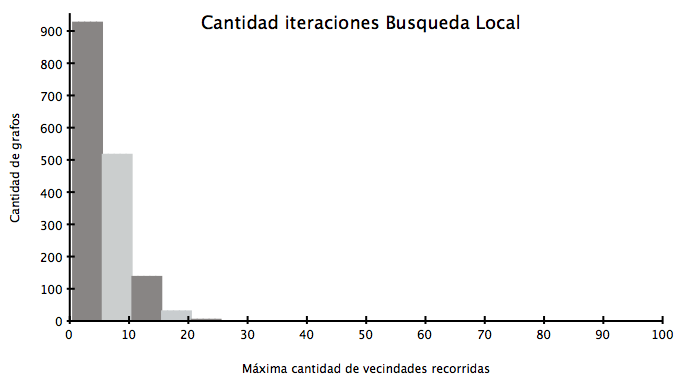 Cantidad iteraciones Busqueda Local
Cantidad de grafos
900
800
700
600
500
400
300
200
100
0
0 10 20 30 40 50 60 70 80 90 100
Máxima cantidad de vecindades recorridas